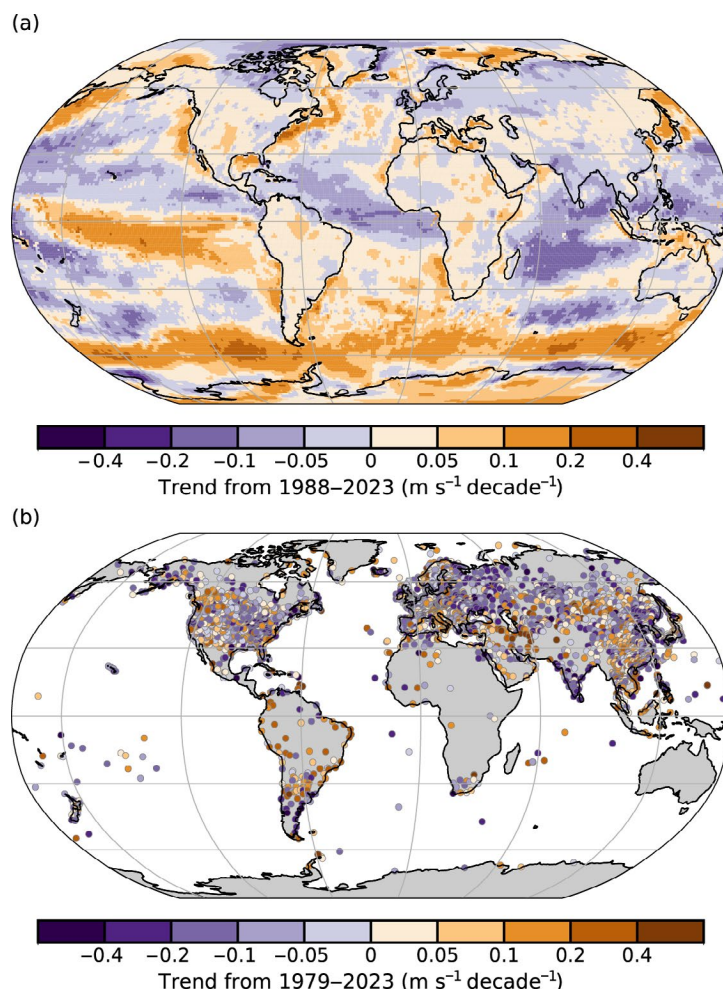 (a)
−0.4 −0.2 −0.1 −0.05 0 0.05 0.1 0.2 0.4
Trend from 1988–2023 (m s⁻¹ decade⁻¹)
(b)
−0.4 −0.2 −0.1 −0.05 0 0.05 0.1 0.2 0.4
Trend from 1979–2023 (m s⁻¹ decade⁻¹)